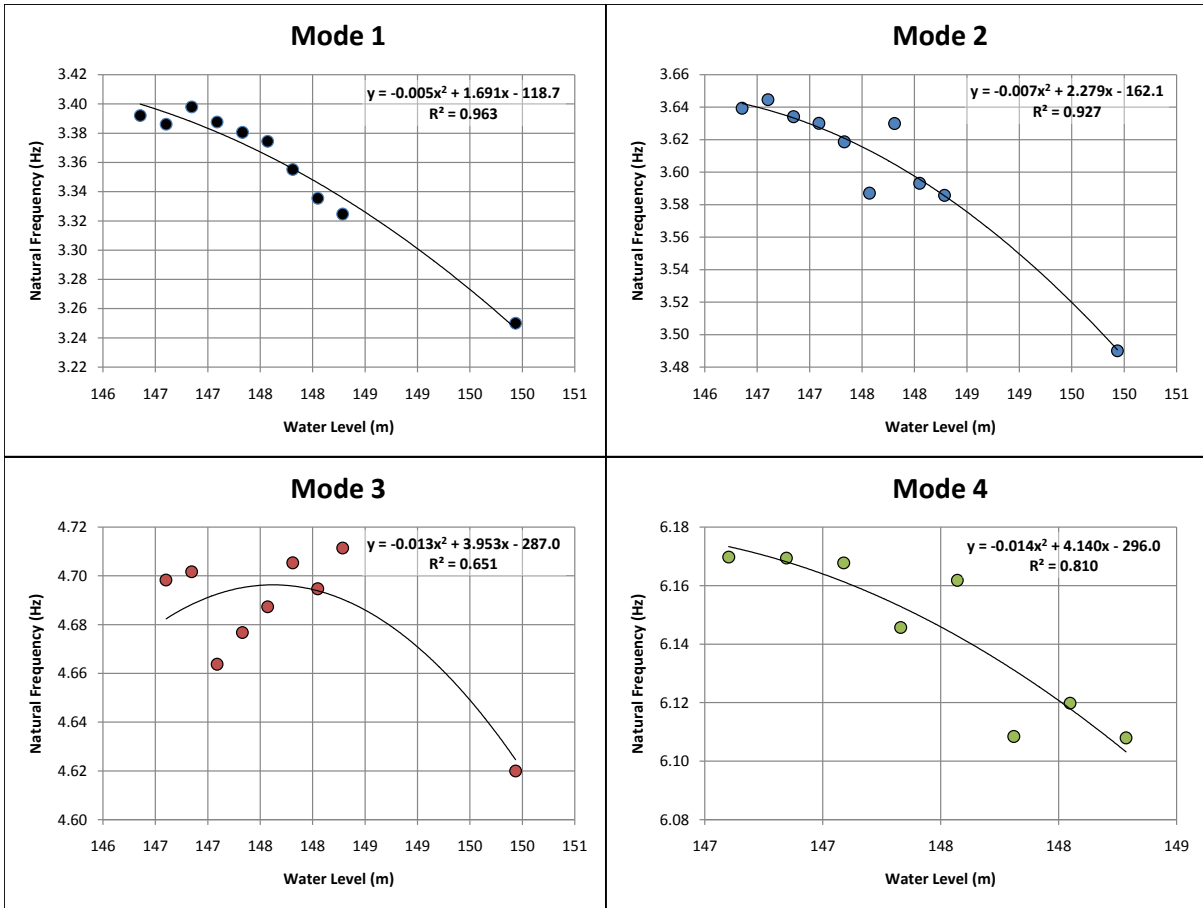 Mode 1
y = -0.005x² + 1.691x - 118.7
R² = 0.963
3.42
3.40
3.38
3.36
3.34
3.32
3.30
3.28
3.26
3.24
3.22
Natural Frequency (Hz)
146 147 147 148 148 149 149 150 150 151
Water Level (m)
Mode 2
y = -0.007x² + 2.279x - 162.1
R² = 0.927
3.66
3.64
3.62
3.60
3.58
3.56
3.54
3.52
3.50
3.48
Natural Frequency (Hz)
146 147 147 148 148 149 149 150 150 151
Water Level (m)
Mode 3
y = -0.013x² + 3.953x - 287.0
R² = 0.651
4.72
4.70
4.68
4.66
4.64
4.62
4.60
Natural Frequency (Hz)
146 147 147 148 148 149 149 150 150 151
Water Level (m)
Mode 4
y = -0.014x² + 4.140x - 296.0
R² = 0.810
6.18
6.16
6.14
6.12
6.10
6.08
Natural Frequency (Hz)
147 147 148 148 149
Water Level (m)